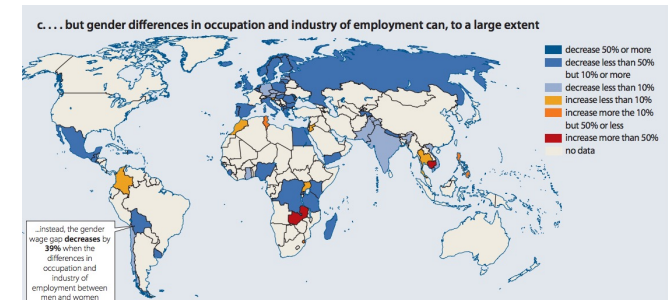 c. . . . but gender differences in occupation and industry of employment can, to a large extent
decrease 50% or more
decrease less than 50%
but 10% or more
decrease less than 10%
increase less than 10%
increase more the 10%
but 50% or less
increase more than 50%
no data
...instead, the gender
wage gap decreases by
39% when the
differences in
occupation and
industry of
employment between
men and women